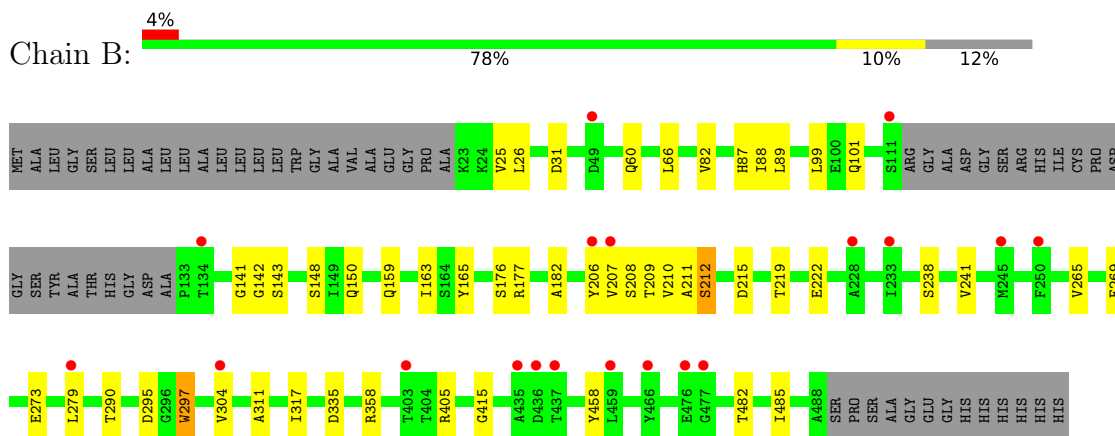 4%
Chain B:
78% 10% 12%
MET ALA LEU GLY SER LEU LEU ALA LEU LEU ALA LEU LEU LEU LEU TRP GLY ALA VAL ALA GLU GLY PRO ALA K23 K24 V25 L26 D31 D49 Q60 L66 V82 H87 I88 L89 L99 E100 Q101 S111 ARG GLY ALA ASP GLY SER ARG HIS ILE CYS PRO ASP
GLY SER TYR ALA THR HIS GLY ASP ALA P133 T134 G141 G142 S143 S148 I149 Q150 Q159 I163 S164 Y165 S176 R177 A182 Y206 V207 S208 T209 V210 A211 S212 D215 T219 E222 A228 I233 S238 V241 M245 F250 V265
E273 L279 T290 D295 G296 W297 V304 A311 I317 D335 R358 T403 T404 R405 G415 A435 D436 T437 Y458 L459 Y466 E476 G477 T482 I485 A488 SER PRO SER ALA GLY GLU GLY HIS HIS HIS HIS HIS HIS